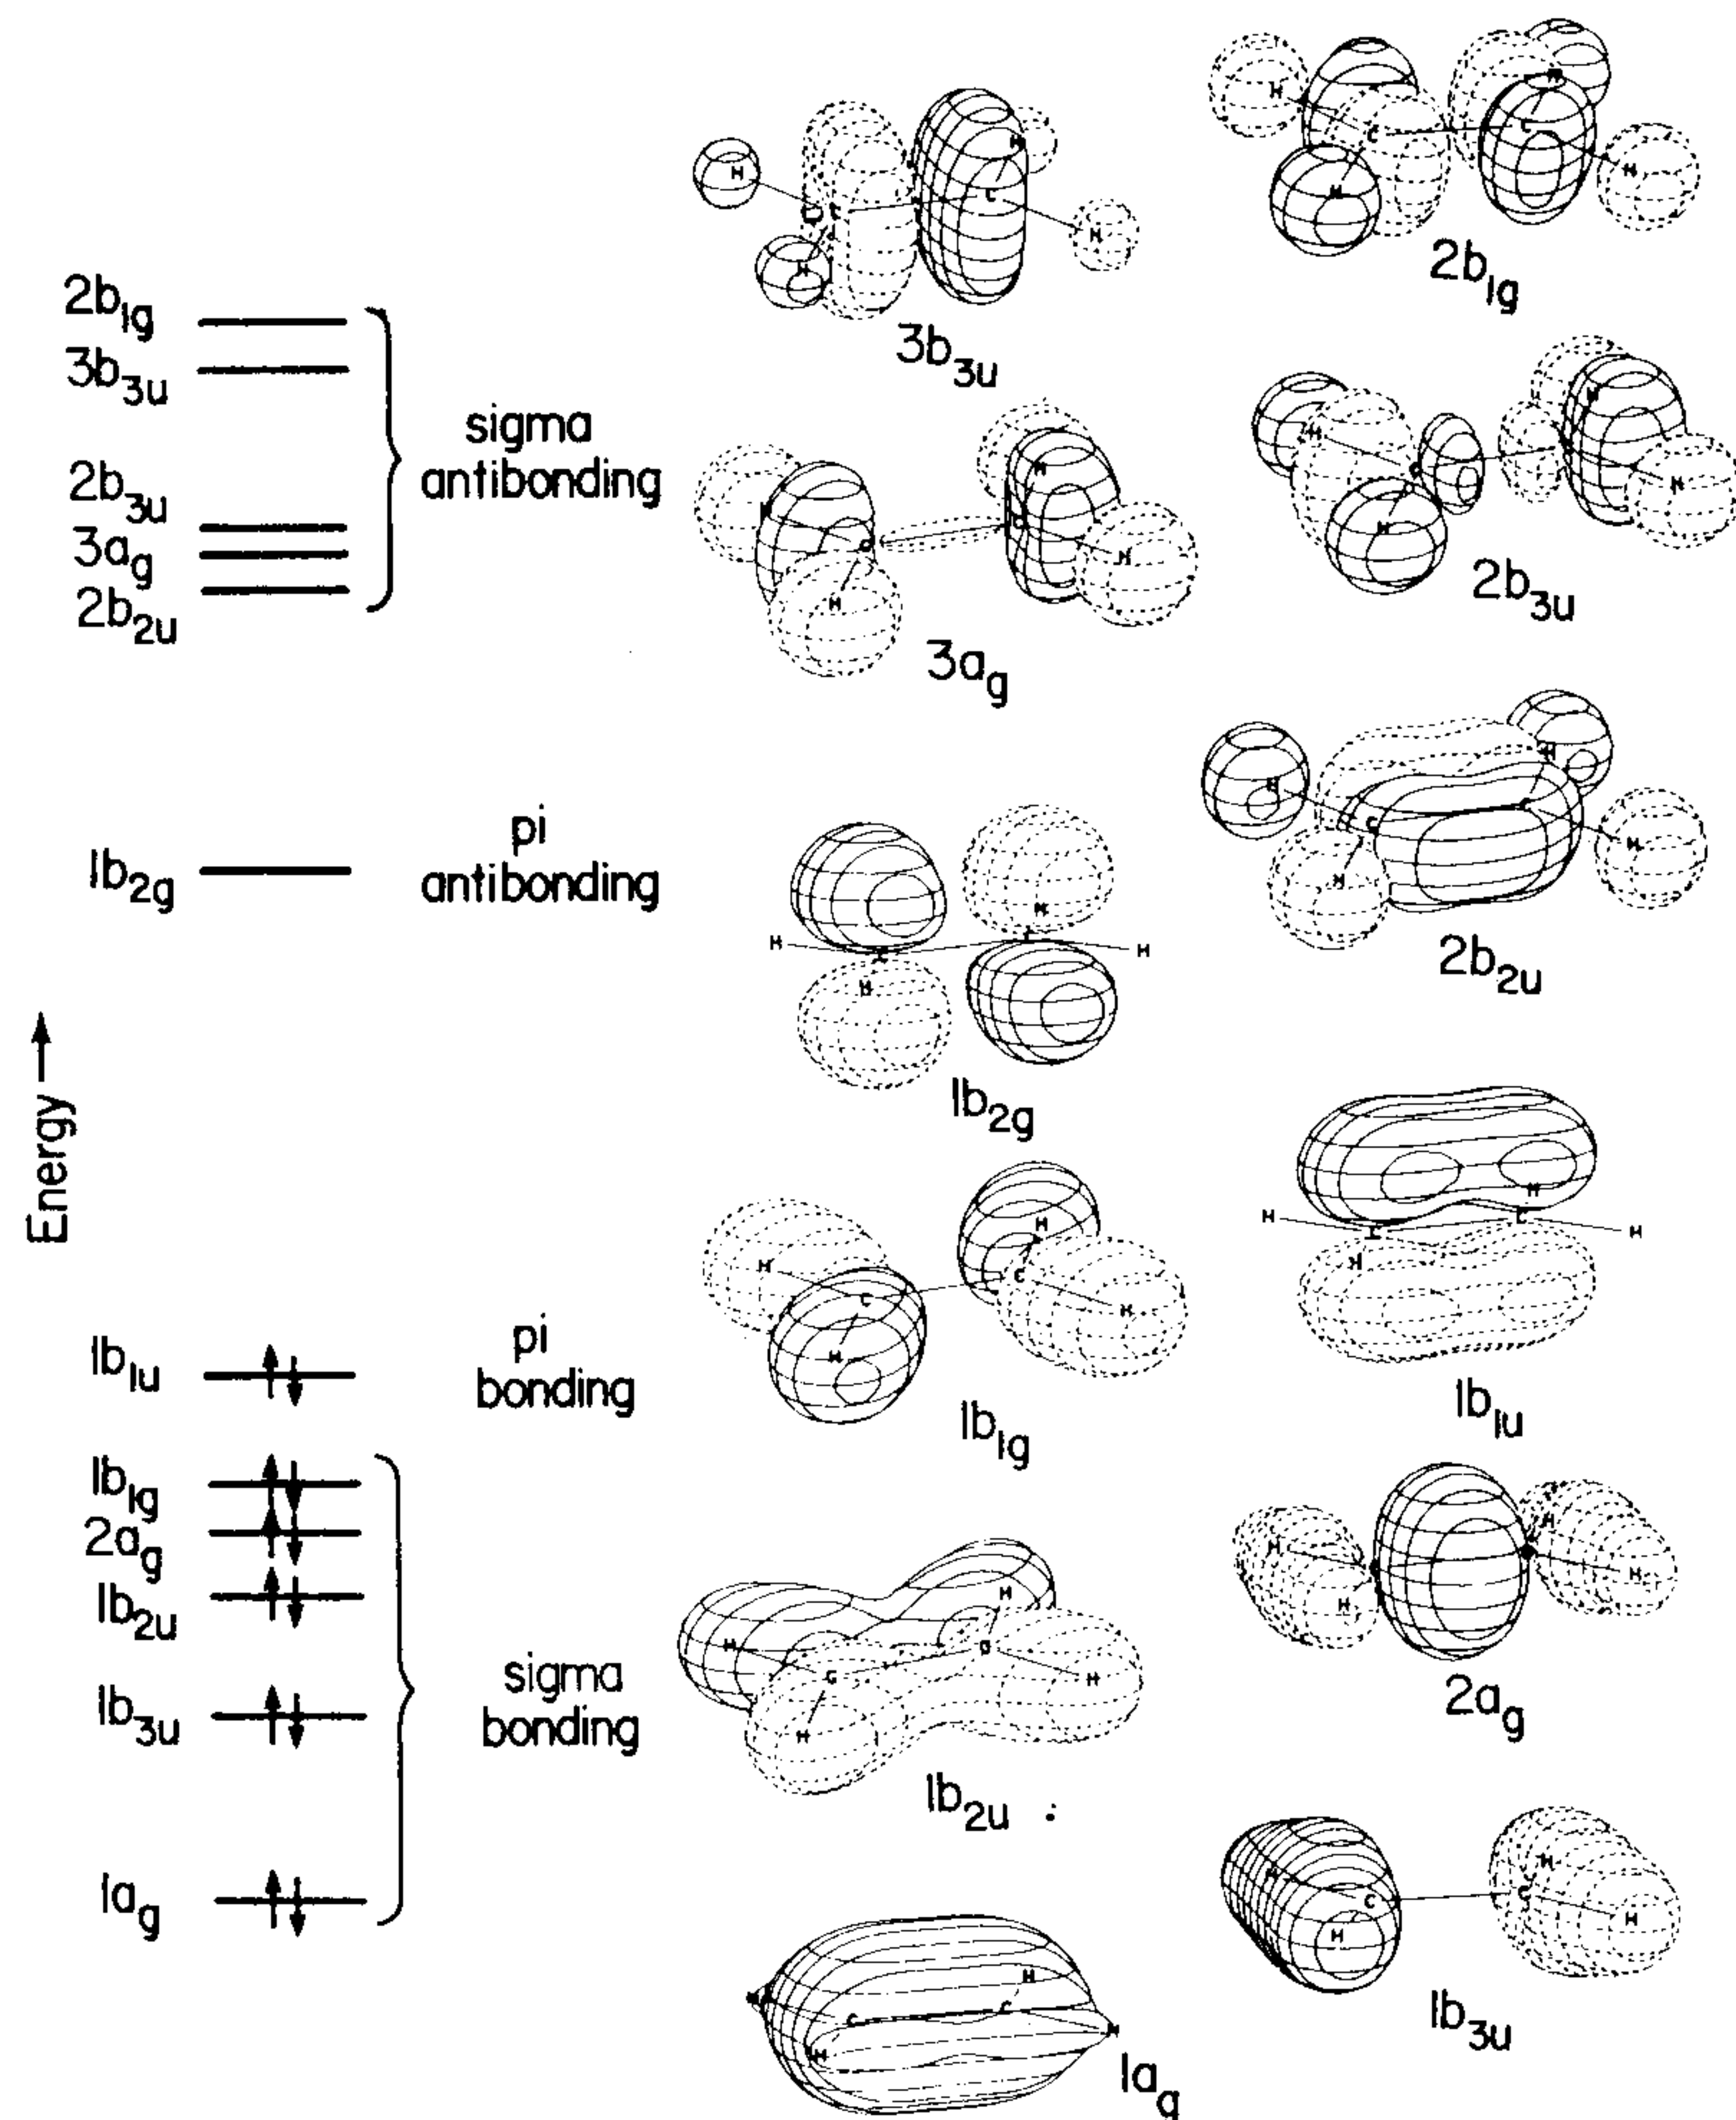 2b1g
3b3u
2b3u
3ag
2b2u
sigma
antibonding
1b2g
pi
antibonding
Energy →
1b1u
pi
bonding
1b1g
2ag
1b2u
1b3u
1ag
sigma
bonding
3b3u
2b1g
3ag
2b3u
1b2g
2b2u
1b1g
1b1u
1b2u
2ag
1ag
1b3u